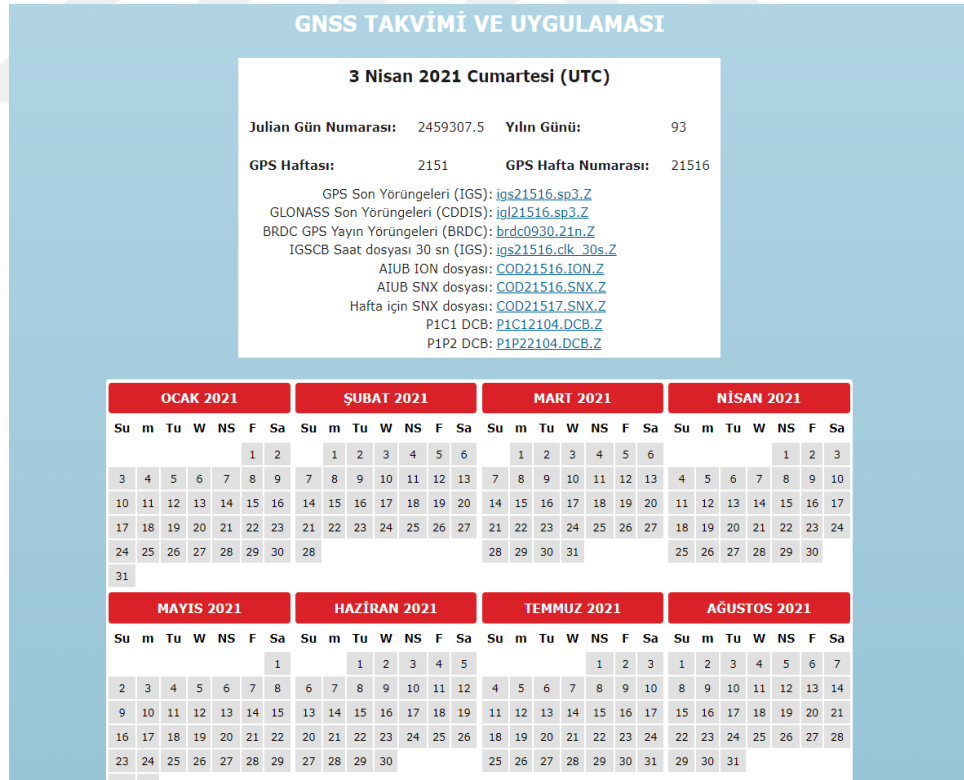 GNSS TAKVİMİ VE UYGULAMASI
3 Nisan 2021 Cumartesi (UTC)
Julian Gün Numarası: 2459307.5 Yılın Günü: 93
GPS Haftası: 2151 GPS Hafta Numarası: 21516
GPS Son Yörüngeleri (IGS): igs21516.sp3.Z
GLONASS Son Yörüngeleri (CDDIS): igl21516.sp3.Z
BRDC GPS Yayın Yörüngeleri (BRDC): brdc0930.21n.Z
IGSCB Saat dosyası 30 sn (IGS): igs21516.clk_30s.Z
AIUB ION dosyası: COD21516.ION.Z
AIUB SNX dosyası: COD21516.SNX.Z
Hafta için SNX dosyası: COD21517.SNX.Z
P1C1 DCB: P1C12104.DCB.Z
P1P2 DCB: P1P22104.DCB.Z
OCAK 2021 ŞUBAT 2021 MART 2021 NİSAN 2021
Su m Tu W NS F Sa Su m Tu W NS F Sa Su m Tu W NS F Sa Su m Tu W NS F Sa
1 2 1 2 3 4 5 6 1 2 3 4 5 6 1 2 3
3 4 5 6 7 8 9 7 8 9 10 11 12 13 7 8 9 10 11 12 13 4 5 6 7 8 9 10
10 11 12 13 14 15 16 14 15 16 17 18 19 20 14 15 16 17 18 19 20 11 12 13 14 15 16 17
17 18 19 20 21 22 23 21 22 23 24 25 26 27 21 22 23 24 25 26 27 18 19 20 21 22 23 24
24 25 26 27 28 29 30 28 28 29 30 31 25 26 27 28 29 30
31
MAYIS 2021 HAZİRAN 2021 TEMMUZ 2021 AĞUSTOS 2021
Su m Tu W NS F Sa Su m Tu W NS F Sa Su m Tu W NS F Sa Su m Tu W NS F Sa
1 1 2 3 4 5 1 2 3 1 2 3 4 5 6 7
2 3 4 5 6 7 8 6 7 8 9 10 11 12 4 5 6 7 8 9 10 8 9 10 11 12 13 14
9 10 11 12 13 14 15 13 14 15 16 17 18 19 11 12 13 14 15 16 17 15 16 17 18 19 20 21
16 17 18 19 20 21 22 20 21 22 23 24 25 26 18 19 20 21 22 23 24 22 23 24 25 26 27 28
23 24 25 26 27 28 29 27 28 29 30 25 26 27 28 29 30 31 29 30 31